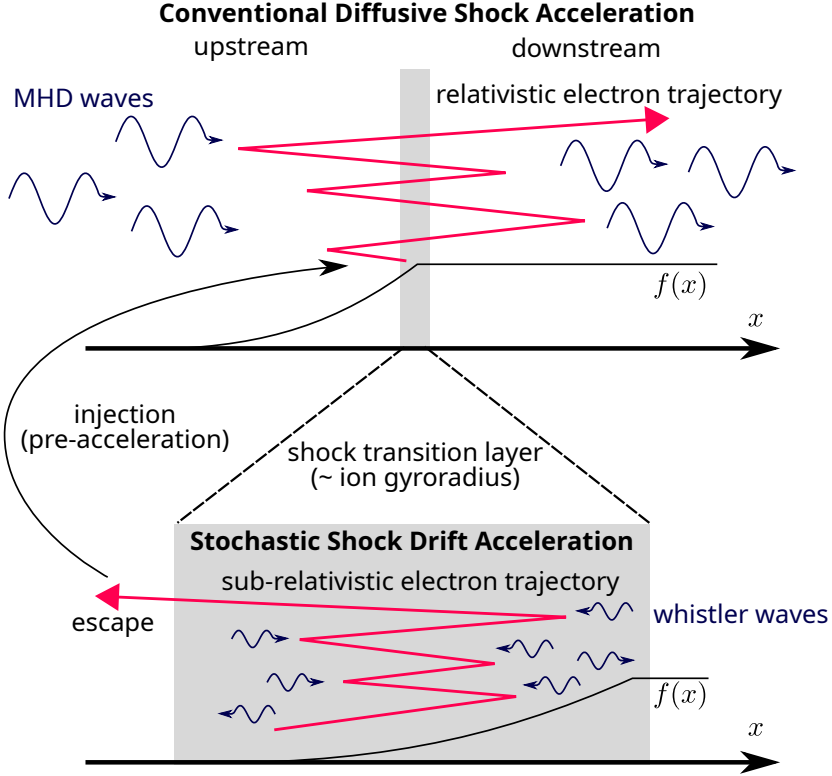 Conventional Diffusive Shock Acceleration
upstream
downstream
MHD waves
relativistic electron trajectory
f(x)
x
injection
(pre-acceleration)
shock transition layer
(~ ion gyroradius)
Stochastic Shock Drift Acceleration
sub-relativistic electron trajectory
escape
whistler waves
f(x)
x